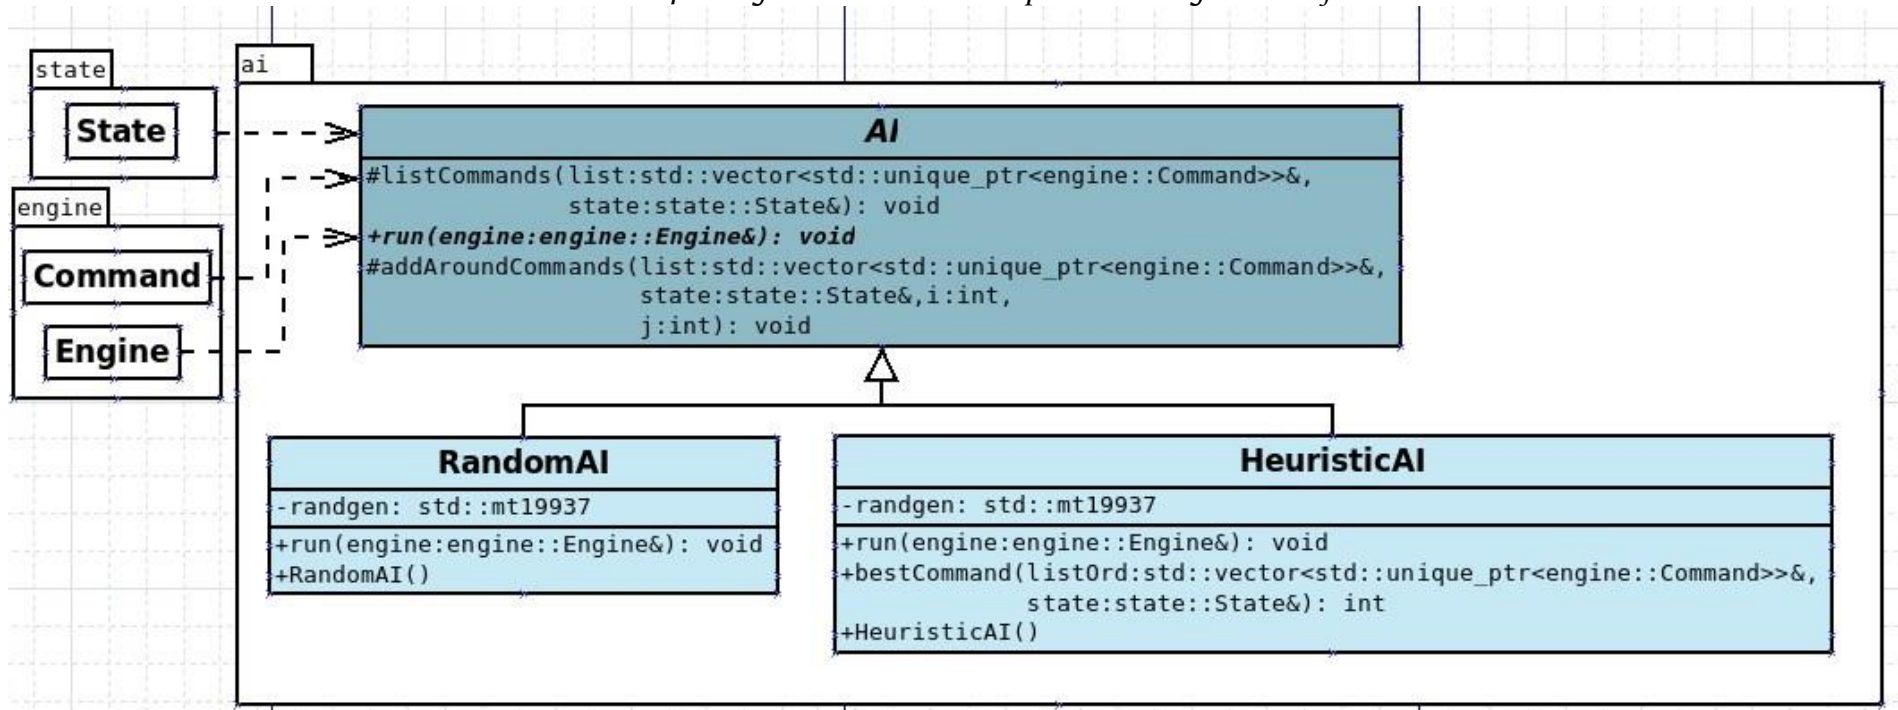 state
State
engine
Command
Engine
ai
AI
#listCommands(list:std::vector<std::unique_ptr<engine::Command>>&,
state:state::State&): void
+run(engine:engine::Engine&): void
#addAroundCommands(list:std::vector<std::unique_ptr<engine::Command>>&,
state:state::State&,i:int,
j:int): void
RandomAI
-randgen: std::mt19937
+run(engine:engine::Engine&): void
+RandomAI()
HeuristicAI
-randgen: std::mt19937
+run(engine:engine::Engine&): void
+bestCommand(listOrd:std::vector<std::unique_ptr<engine::Command>>&,
state:state::State&): int
+HeuristicAI()